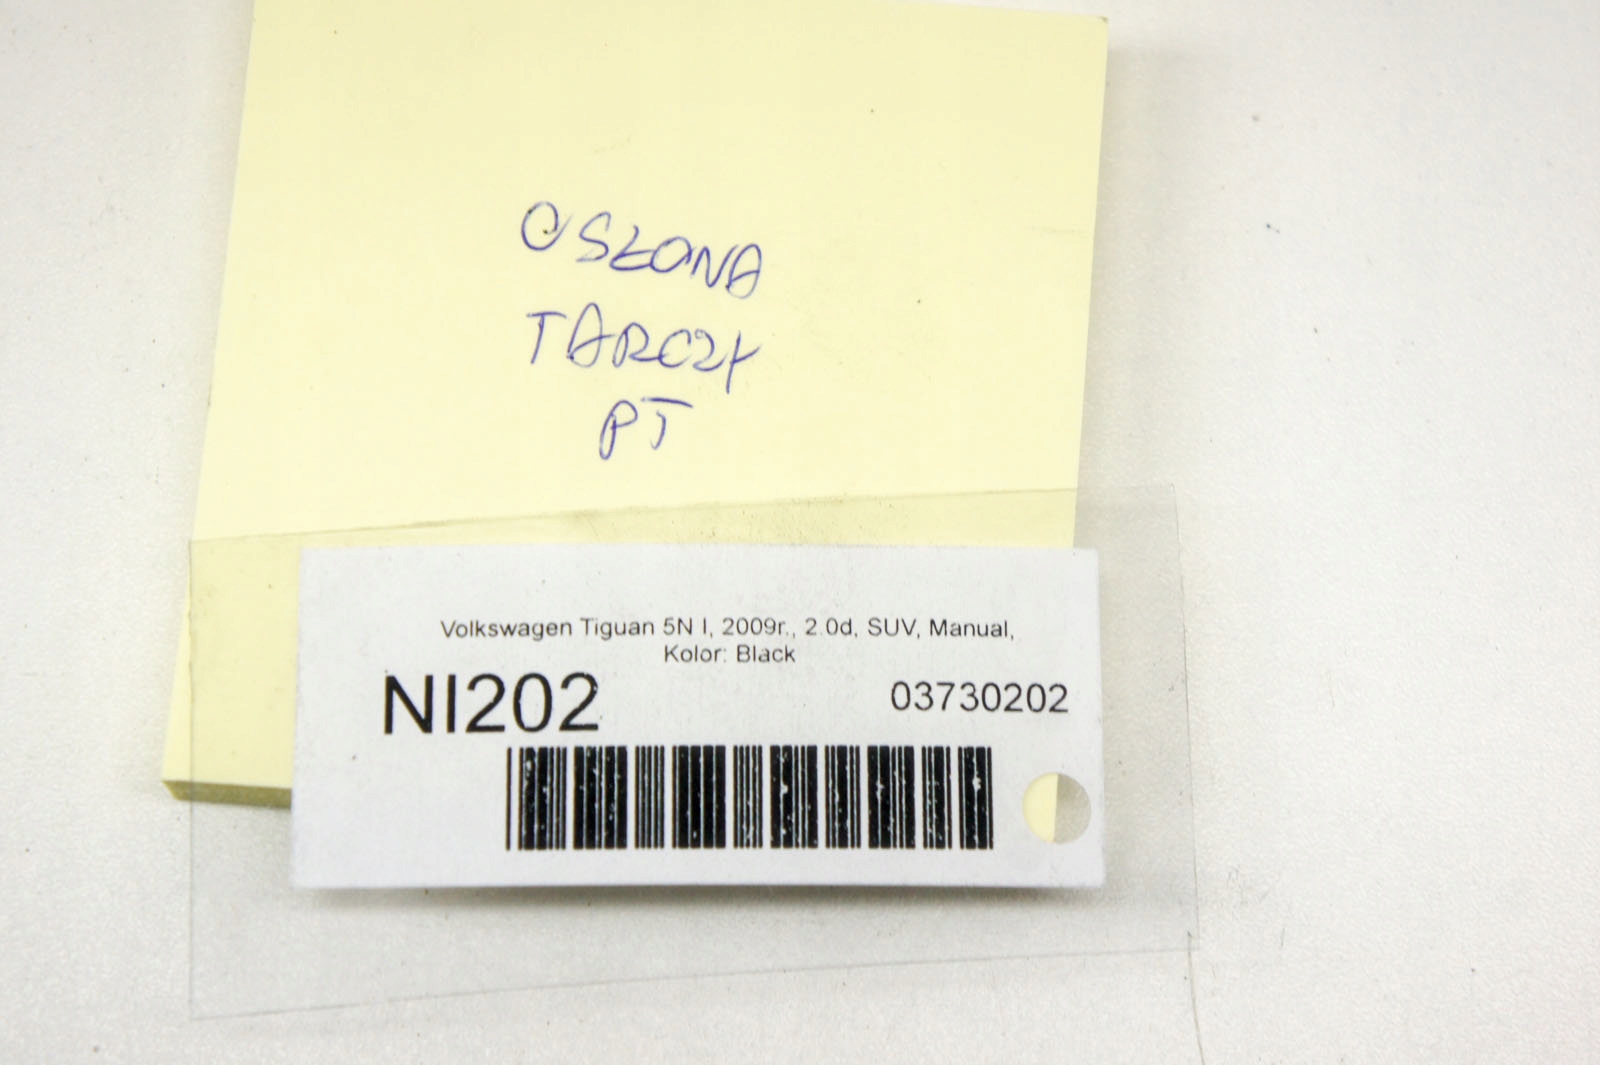 OSŁONA
TARCZY
PT
Volkswagen Tiguan 5N I, 2009r., 2.0d, SUV, Manual,
Kolor: Black
NI202
03730202